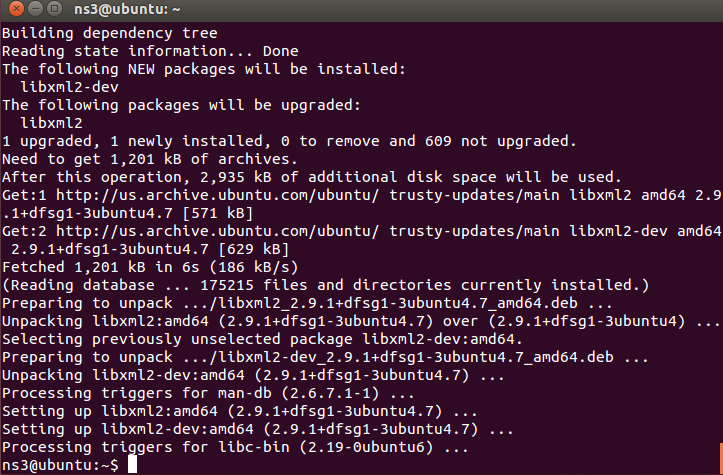 ns3@ubuntu: ~
Building dependency tree
Reading state information... Done
The following NEW packages will be installed:
  libxml2-dev
The following packages will be upgraded:
  libxml2
1 upgraded, 1 newly installed, 0 to remove and 609 not upgraded.
Need to get 1,201 kB of archives.
After this operation, 2,935 kB of additional disk space will be used.
Get:1 http://us.archive.ubuntu.com/ubuntu/ trusty-updates/main libxml2 amd64 2.9
.1+dfsg1-3ubuntu4.7 [571 kB]
Get:2 http://us.archive.ubuntu.com/ubuntu/ trusty-updates/main libxml2-dev amd64
 2.9.1+dfsg1-3ubuntu4.7 [629 kB]
Fetched 1,201 kB in 6s (186 kB/s)
(Reading database ... 175215 files and directories currently installed.)
Preparing to unpack .../libxml2_2.9.1+dfsg1-3ubuntu4.7_amd64.deb ...
Unpacking libxml2:amd64 (2.9.1+dfsg1-3ubuntu4.7) over (2.9.1+dfsg1-3ubuntu4) ...
Selecting previously unselected package libxml2-dev:amd64.
Preparing to unpack .../libxml2-dev_2.9.1+dfsg1-3ubuntu4.7_amd64.deb ...
Unpacking libxml2-dev:amd64 (2.9.1+dfsg1-3ubuntu4.7) ...
Processing triggers for man-db (2.6.7.1-1) ...
Setting up libxml2:amd64 (2.9.1+dfsg1-3ubuntu4.7) ...
Setting up libxml2-dev:amd64 (2.9.1+dfsg1-3ubuntu4.7) ...
Processing triggers for libc-bin (2.19-0ubuntu6) ...
ns3@ubuntu:~$